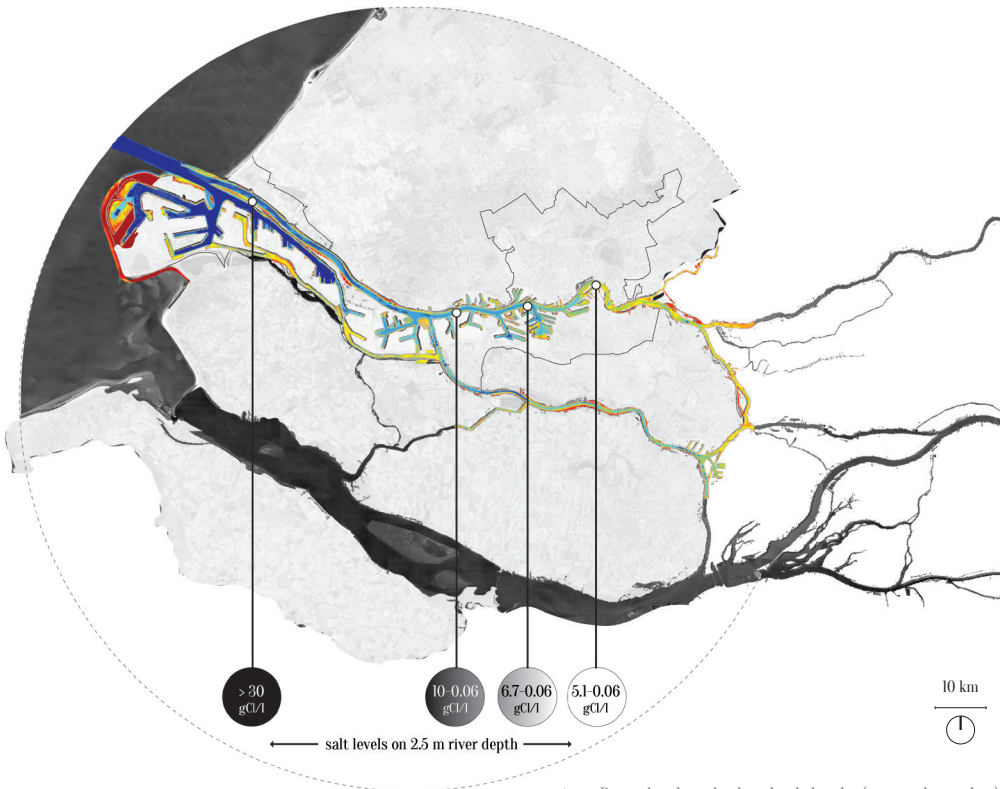 > 30
gCl/l
10-0.06
gCl/l
6.7-0.06
gCl/l
5.1-0.06
gCl/l
salt levels on 2.5 m river depth
10 km